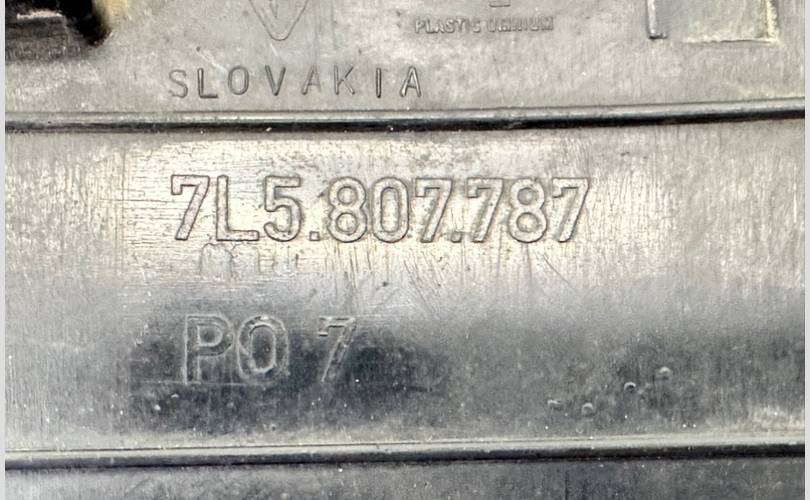 PLASTIC OMNIUM
SLOVAKIA
7L5.807.787
PO 7